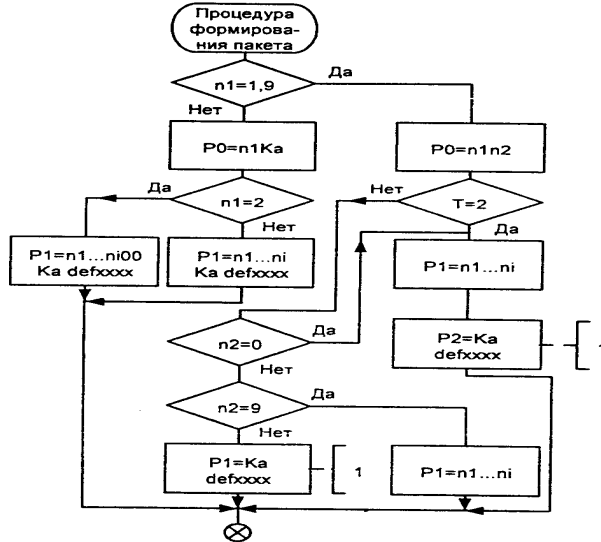 Процедура
формирова-
ния пакета
n1=1,9
Да
Нет
P0=n1Ka
P0=n1n2
Да
n1=2
Нет
T=2
Нет
Да
P1=n1...ni00
Ka defxxxx
P1=n1...ni
Ka defxxxx
P1=n1...ni
n2=0
Да
P2=Ka
defxxxx
Нет
n2=9
Да
Нет
P1=Ka
defxxxx
1
P1=n1...ni